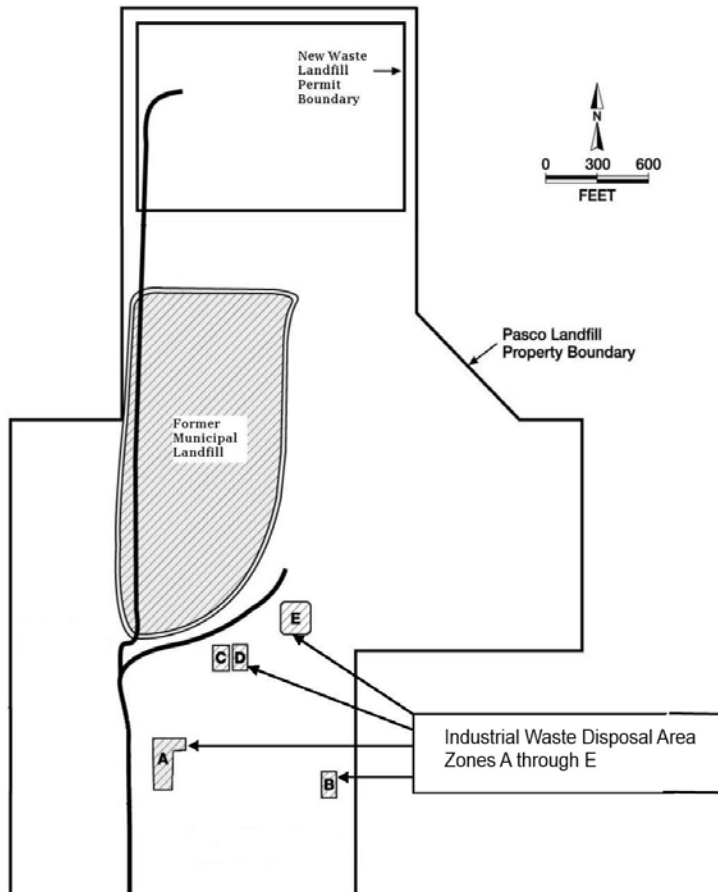 New Waste
Landfill
Permit
Boundary
N
0 300 600
FEET
Pasco Landfill
Property Boundary
Former
Municipal
Landfill
E
C D
Industrial Waste Disposal Area
Zones A through E
A
B